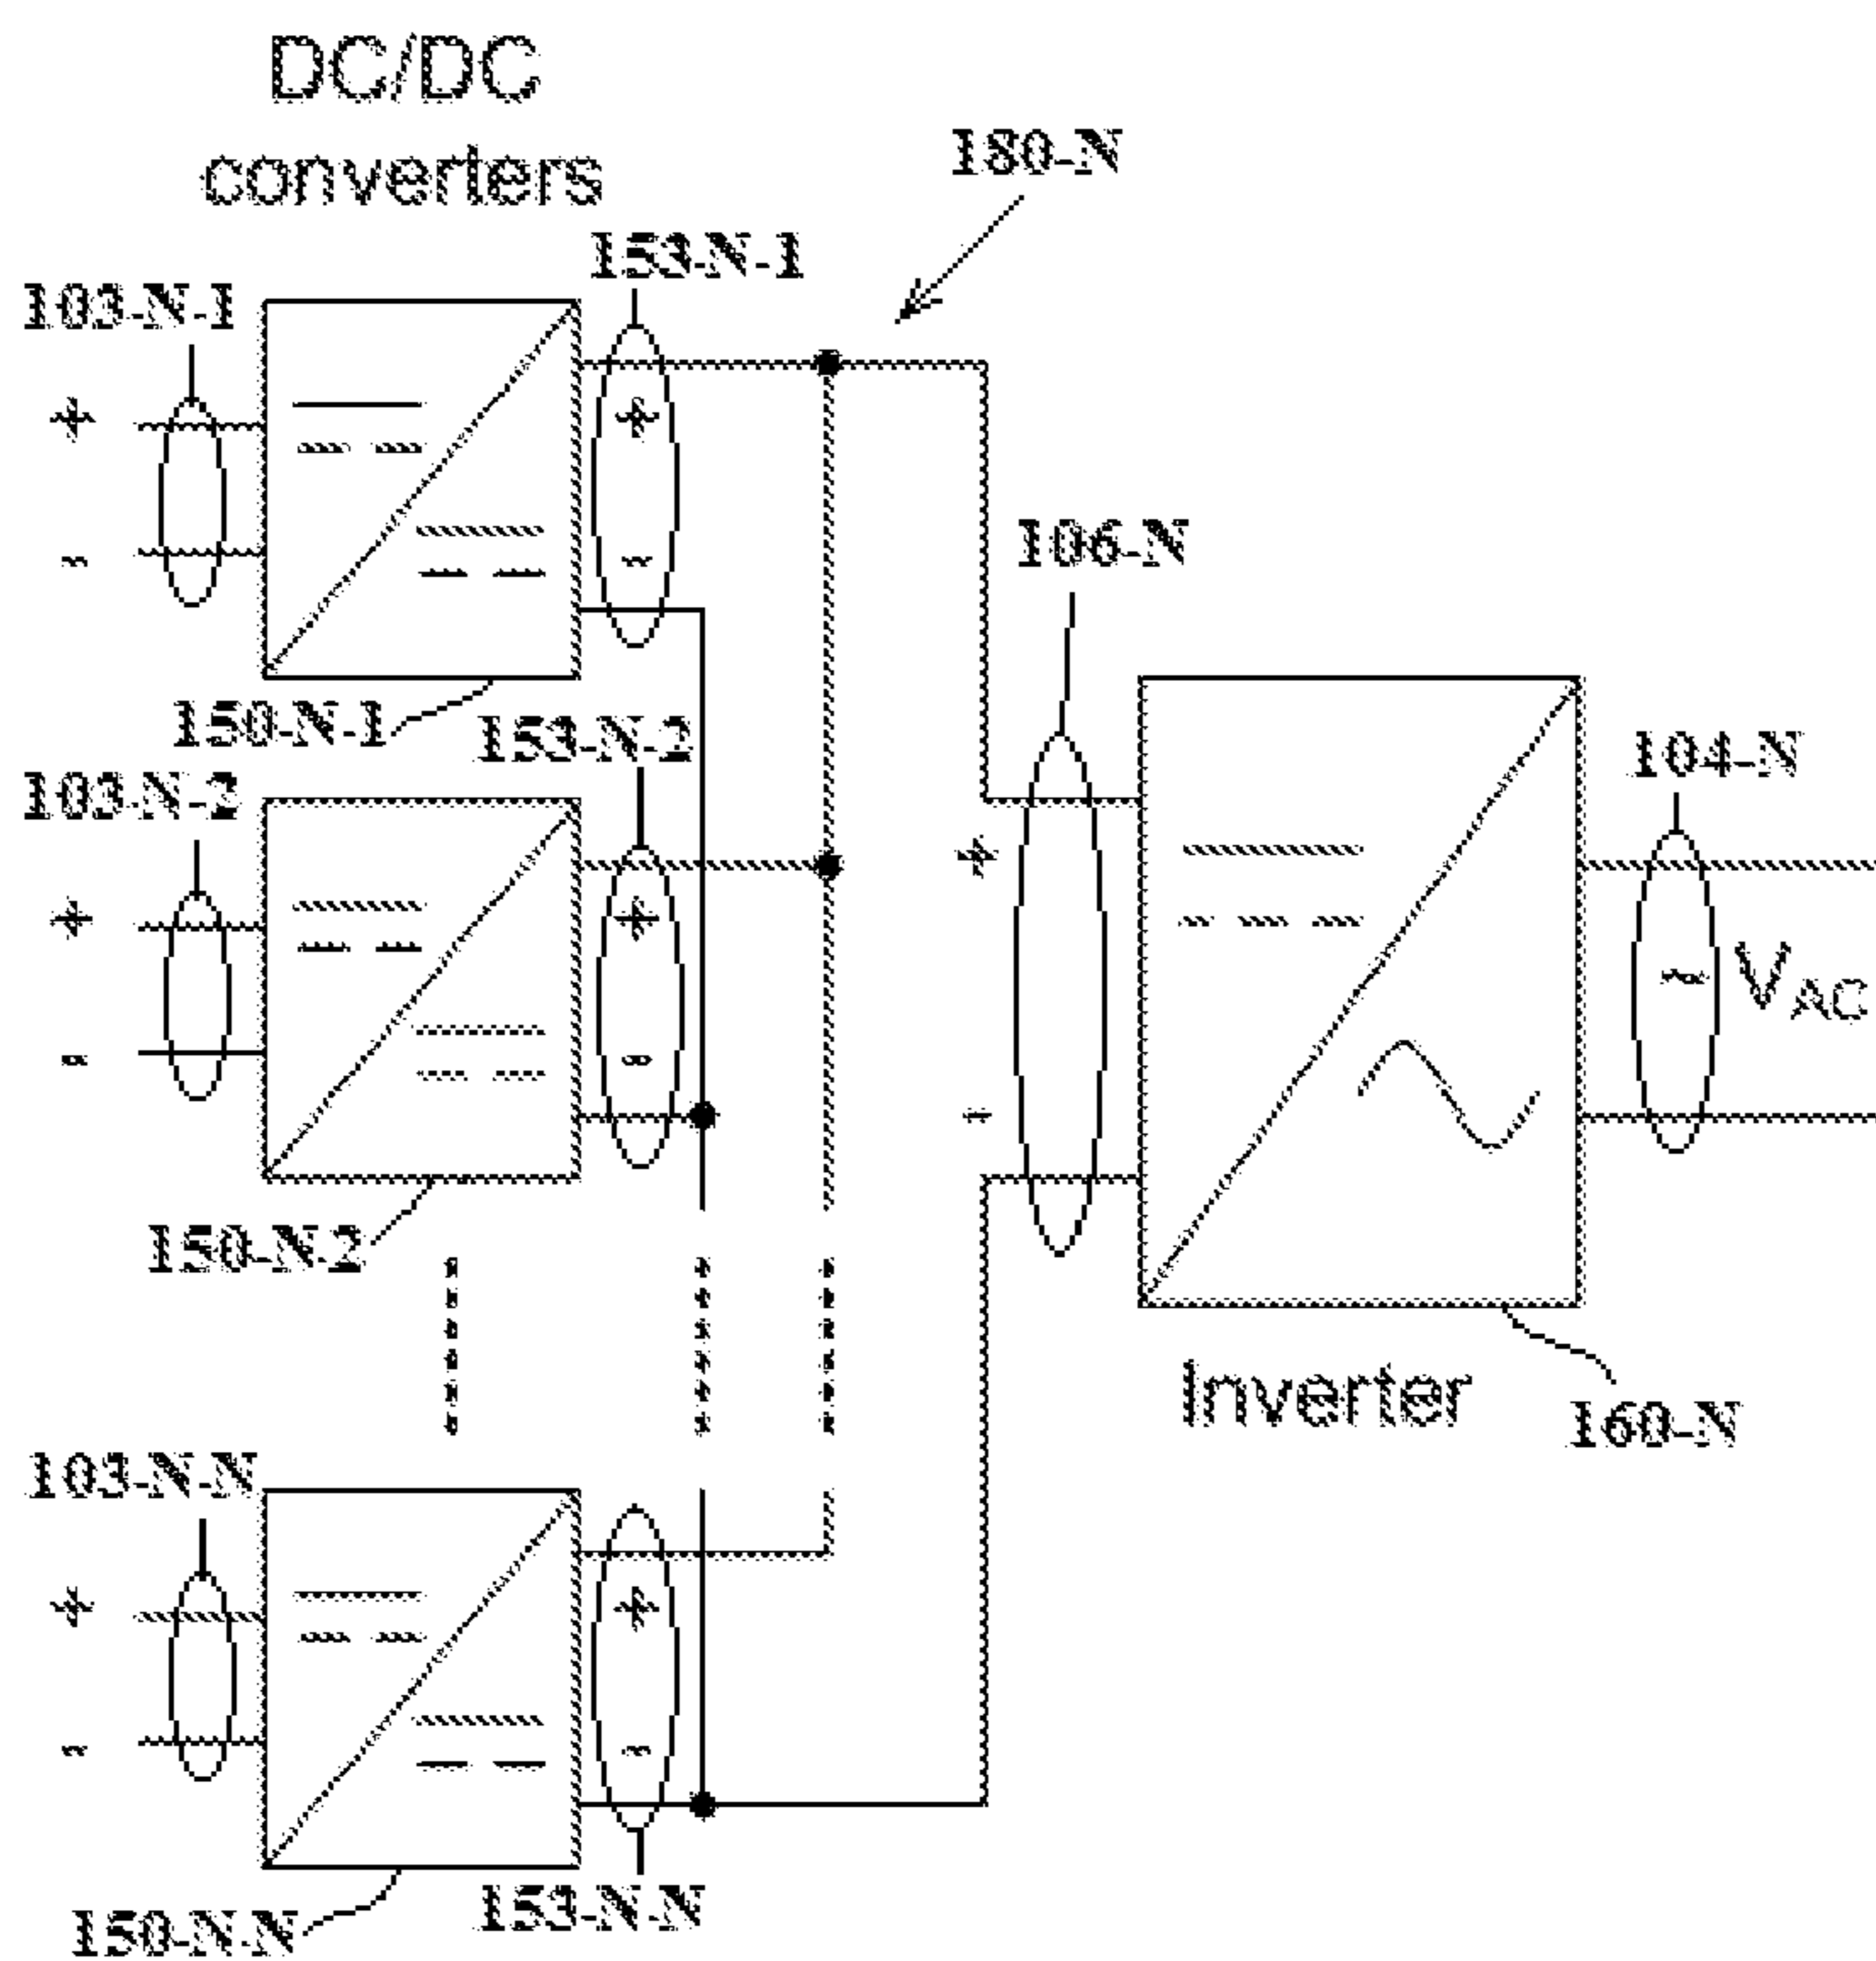 DC/DC
converters
180-N
153-N-1
103-N-1
+
+
-
-
106-N
150-N-1
153-N-2
104-N
103-N-2
+
+
+
~ VAC
-
-
-
150-N-2
Inverter
160-N
103-N-N
+
+
-
-
153-N-N
150-N-N